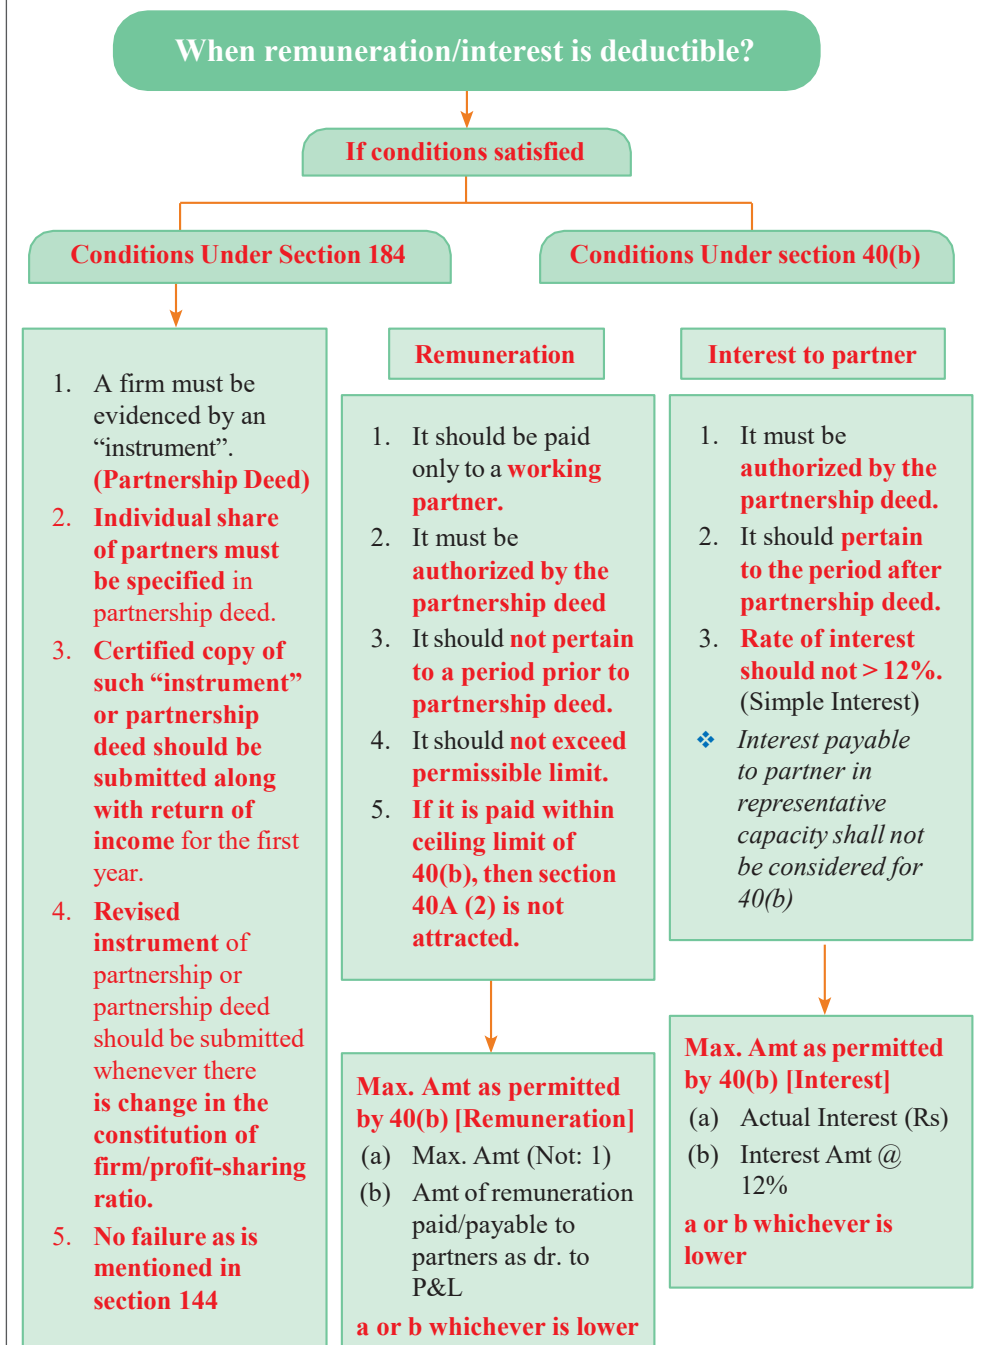 When remuneration/interest is deductible?
If conditions satisfied
Conditions Under Section 184
Conditions Under section 40(b)
1. A firm must be
evidenced by an
“instrument”.
(Partnership Deed)
2. Individual share
of partners must
be specified in
partnership deed.
3. Certified copy of
such “instrument”
or partnership
deed should be
submitted along
with return of
income for the first
year.
4. Revised
instrument of
partnership or
partnership deed
should be submitted
whenever there
is change in the
constitution of
firm/profit-sharing
ratio.
5. No failure as is
mentioned in
section 144
Remuneration
1. It should be paid
only to a working
partner.
2. It must be
authorized by the
partnership deed
3. It should not pertain
to a period prior to
partnership deed.
4. It should not exceed
permissible limit.
5. If it is paid within
ceiling limit of
40(b), then section
40A (2) is not
attracted.
Max. Amt as permitted
by 40(b) [Remuneration]
(a) Max. Amt (Not: 1)
(b) Amt of remuneration
paid/payable to
partners as dr. to
P&L
a or b whichever is lower
Interest to partner
1. It must be
authorized by the
partnership deed.
2. It should pertain
to the period after
partnership deed.
3. Rate of interest
should not > 12%.
(Simple Interest)
❖ Interest payable
to partner in
representative
capacity shall not
be considered for
40(b)
Max. Amt as permitted
by 40(b) [Interest]
(a) Actual Interest (Rs)
(b) Interest Amt @
12%
a or b whichever is
lower